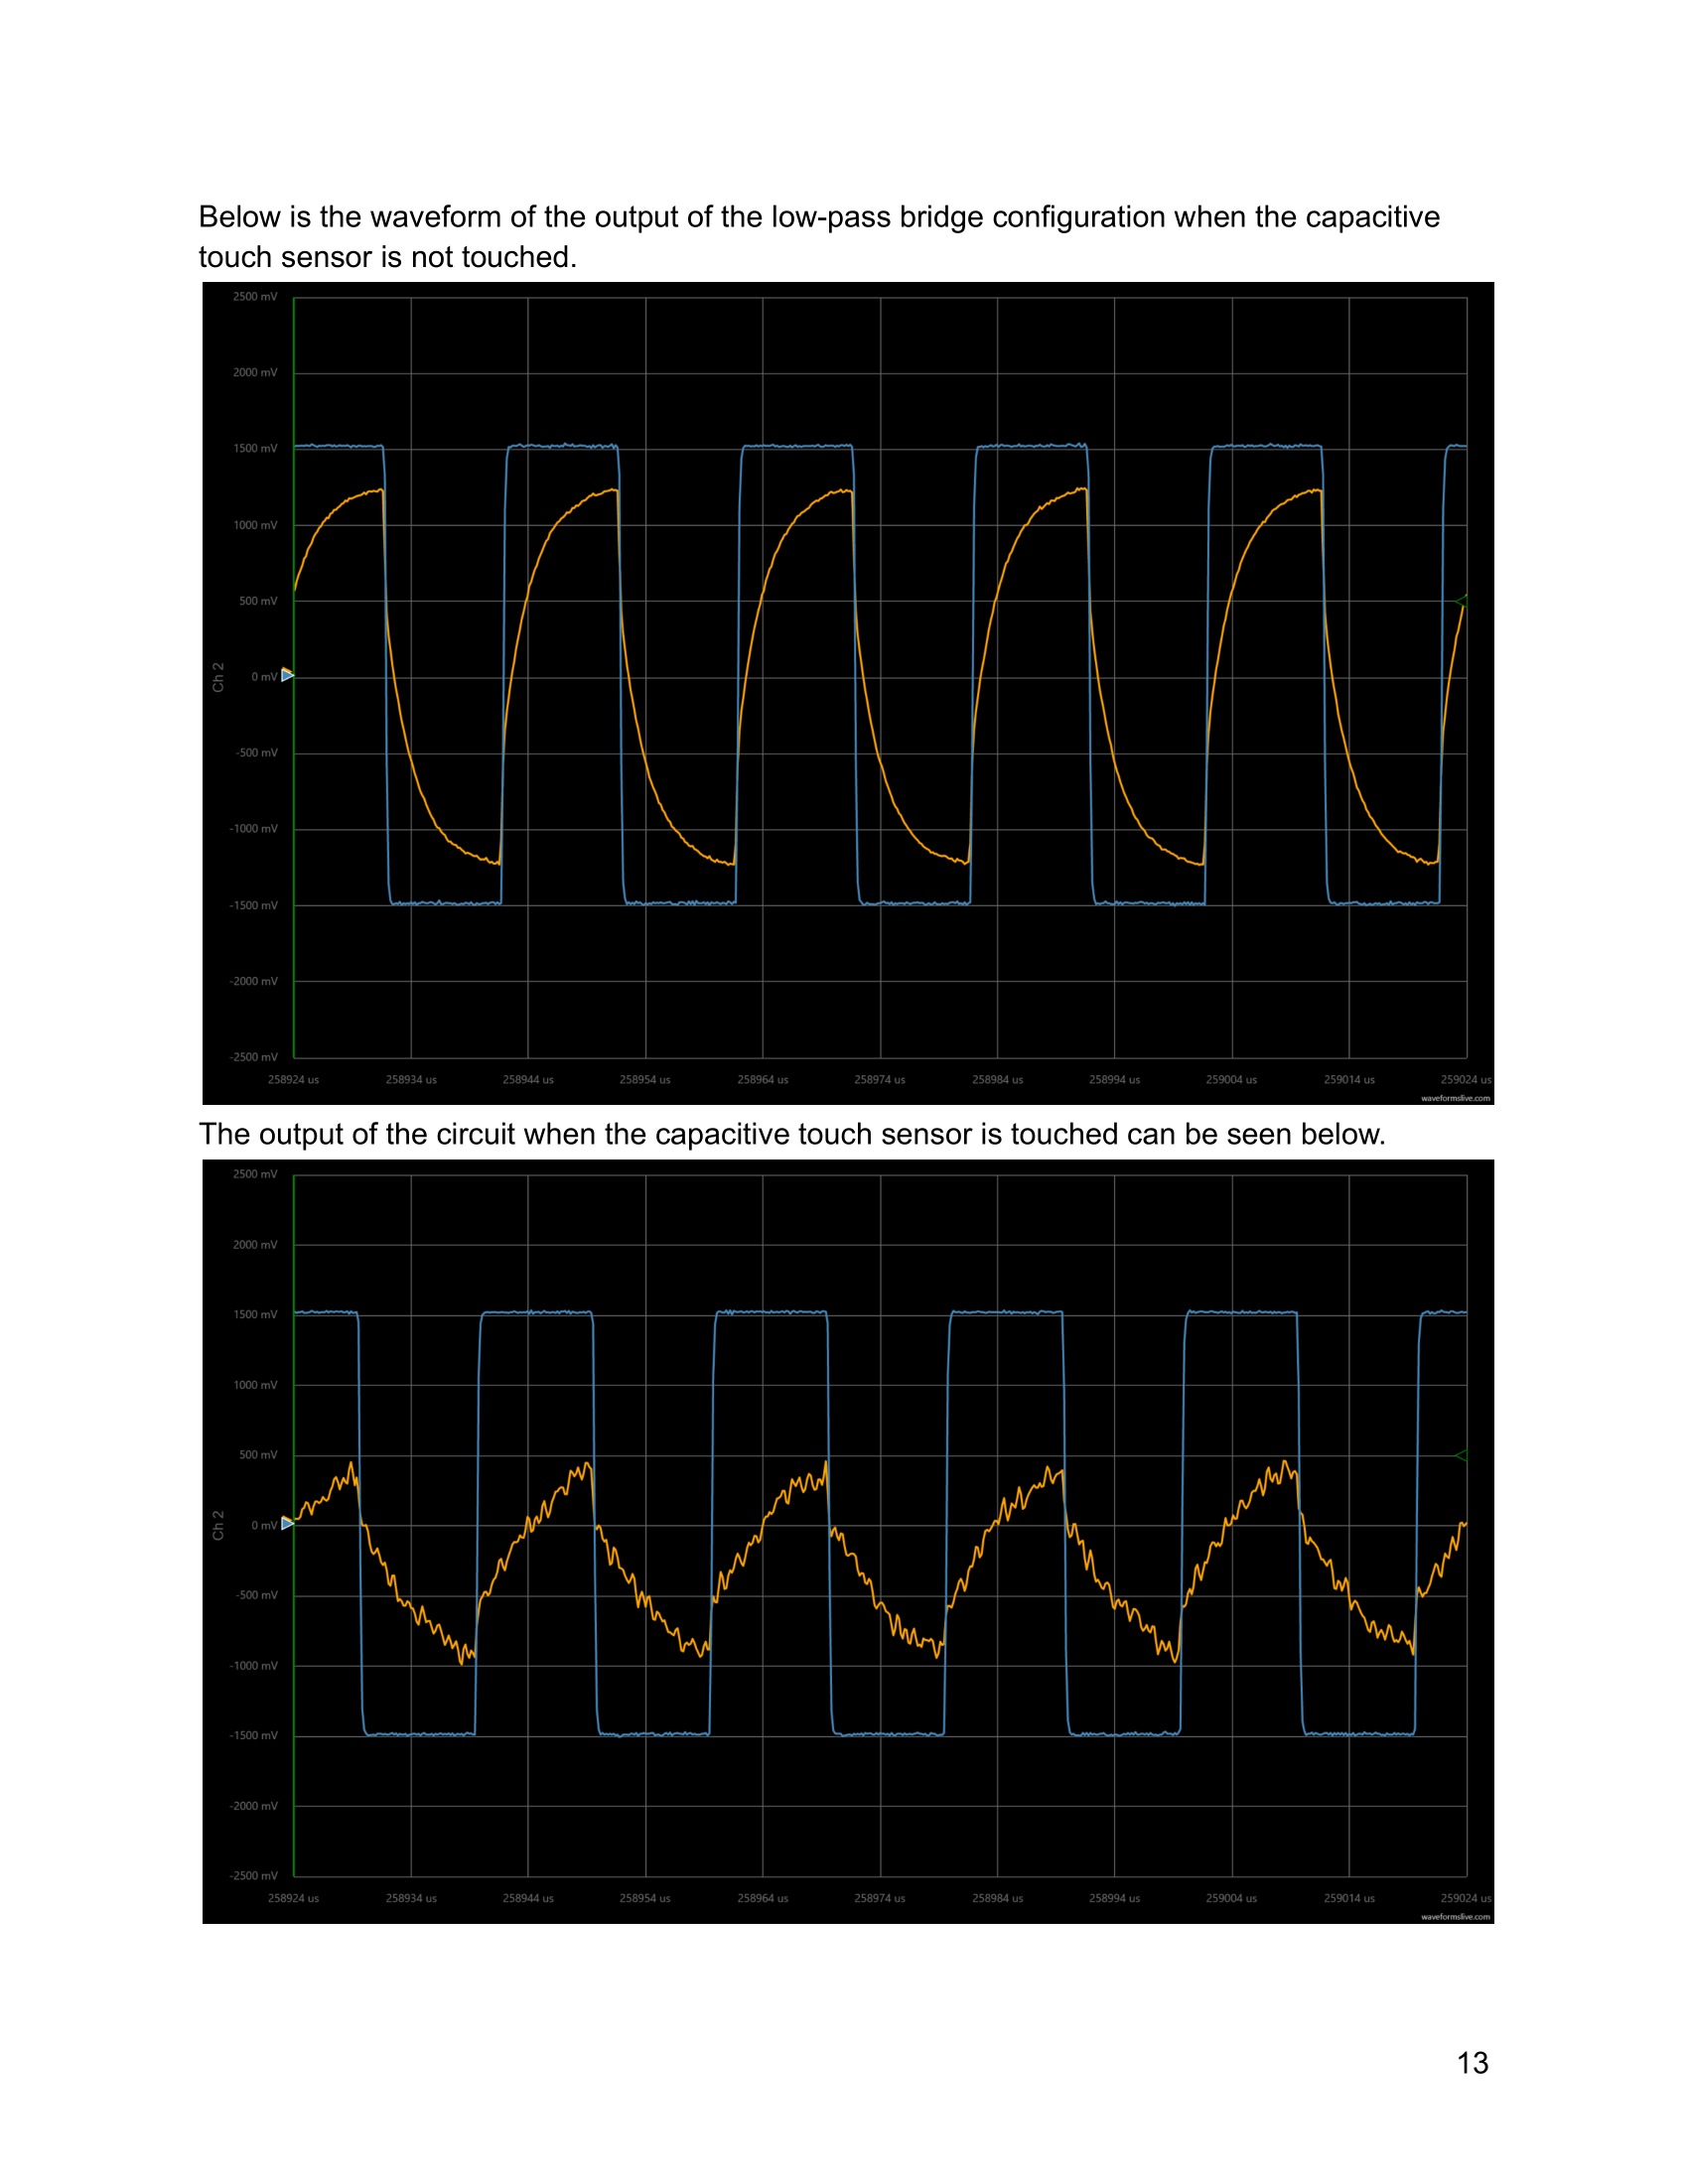 Below is the waveform of the output of the low-pass bridge configuration when the capacitive
touch sensor is not touched.
2500 mV
2000 mV
1500 mV
1000 mV
500 mV
Ch 2
0 mV
-500 mV
-1000 mV
-1500 mV
-2000 mV
-2500 mV
258924 us 258934 us 258944 us 258954 us 258964 us 258974 us 258984 us 258994 us 259004 us 259014 us 259024 us
waveformslive.com
The output of the circuit when the capacitive touch sensor is touched can be seen below.
2500 mV
2000 mV
1500 mV
1000 mV
500 mV
Ch 2
0 mV
-500 mV
-1000 mV
-1500 mV
-2000 mV
-2500 mV
258924 us 258934 us 258944 us 258954 us 258964 us 258974 us 258984 us 258994 us 259004 us 259014 us 259024 us
waveformslive.com
13